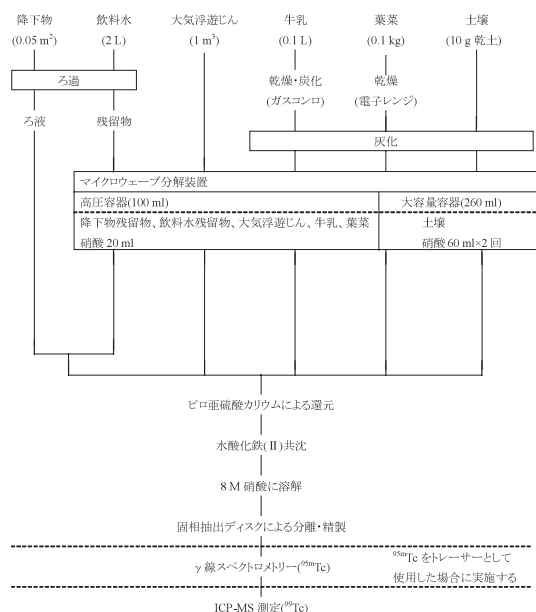 降下物 飲料水 大気浮遊じん 牛乳 葉菜 土壌
(0.05 m²) (2 L) (1 m³) (0.1 L) (0.1 kg) (10 g 乾土)
ろ過
乾燥・炭化 乾燥
(ガスコンロ) (電子レンジ)
ろ液 残留物
灰化
マイクロウェーブ分解装置
高圧容器(100 ml) 大容量容器(260 ml)
降下物残留物、飲料水残留物、大気浮遊じん、牛乳、葉菜 土壌
硝酸 20 ml 硝酸 60 ml×2 回
ピロ亜硫酸カリウムによる還元
水酸化鉄(Ⅱ)共沈
8 M 硝酸に溶解
固相抽出ディスクによる分離・精製
γ 線スペクトロメトリー(⁹⁵ᵐTc) ⁹⁵ᵐTc をトレーサーとして
使用した場合に実施する
ICP-MS 測定(⁹⁹Tc)